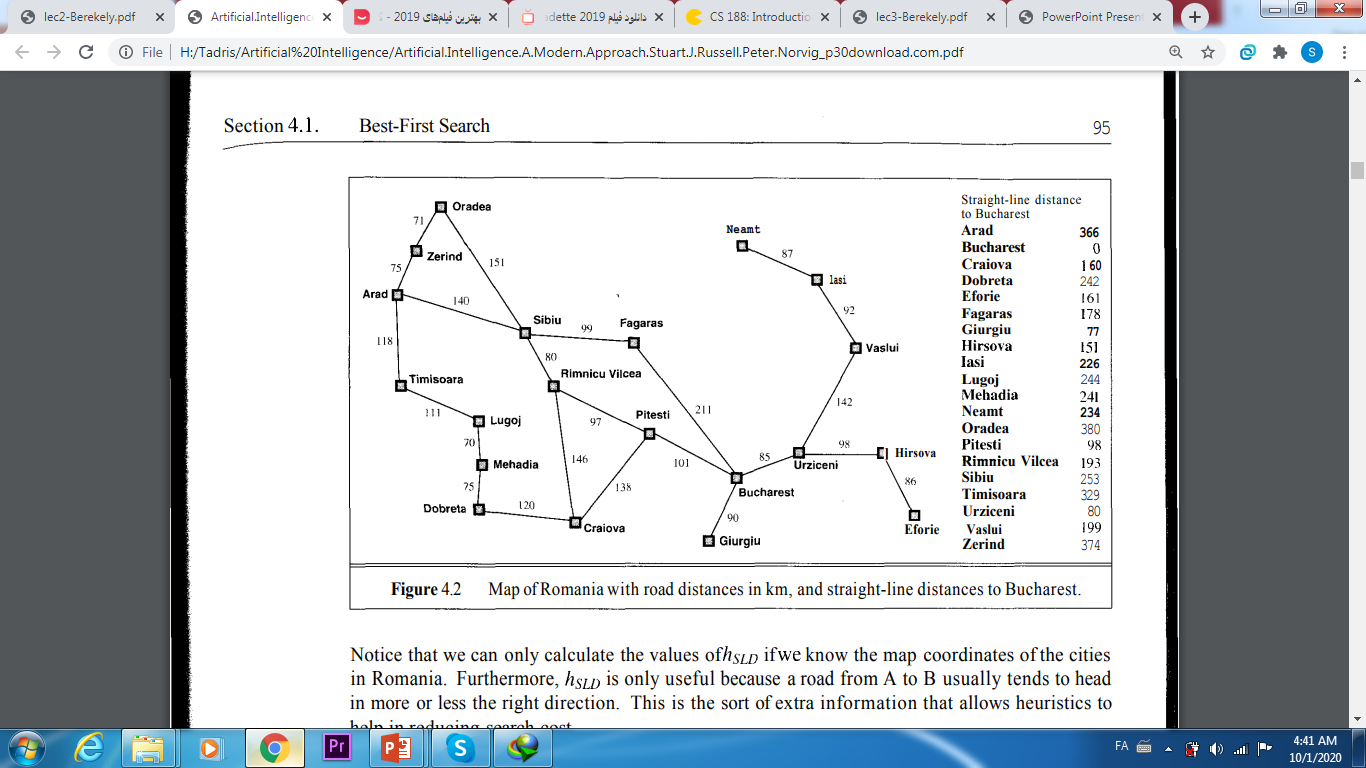 lec2-Berekely.pdf
Artificial.Intelligenc
بهترین فیلم‌های 2019 -
دانلود فیلم adette 2019
CS 188: Introductio
lec3-Berekely.pdf
PowerPoint Present
File | H:/Tadris/Artificial%20Intelligence/Artificial.Intelligence.A.Modern.Approach.Stuart.J.Russell.Peter.Norvig_p30download.com.pdf
S
Section 4.1. Best-First Search 95
Straight-line distance
to Bucharest
Arad 366
Bucharest 0
Craiova 160
Dobreta 242
Eforie 161
Fagaras 178
Giurgiu 77
Hirsova 151
Iasi 226
Lugoj 244
Mehadia 241
Neamt 234
Oradea 380
Pitesti 98
Rimnicu Vilcea 193
Sibiu 253
Timisoara 329
Urziceni 80
Vaslui 199
Zerind 374
Oradea
71
Neamt
Zerind
87
151
75
Iasi
Arad
140
92
Sibiu
Fagaras
99
118
Vaslui
80
Rimnicu Vilcea
Timisoara
142
111
211
Pitesti
Lugoj
97
70
98
Hirsova
85
Mehadia
146
101
Urziceni
86
75
138
Bucharest
120
Dobreta
90
Craiova
Eforie
Giurgiu
Figure 4.2 Map of Romania with road distances in km, and straight-line distances to Bucharest.
Notice that we can only calculate the values of hSLD if we know the map coordinates of the cities
in Romania. Furthermore, hSLD is only useful because a road from A to B usually tends to head
in more or less the right direction. This is the sort of extra information that allows heuristics to
help in reducing search cost.
Pr
P
S
FA
4:41 AM
10/1/2020